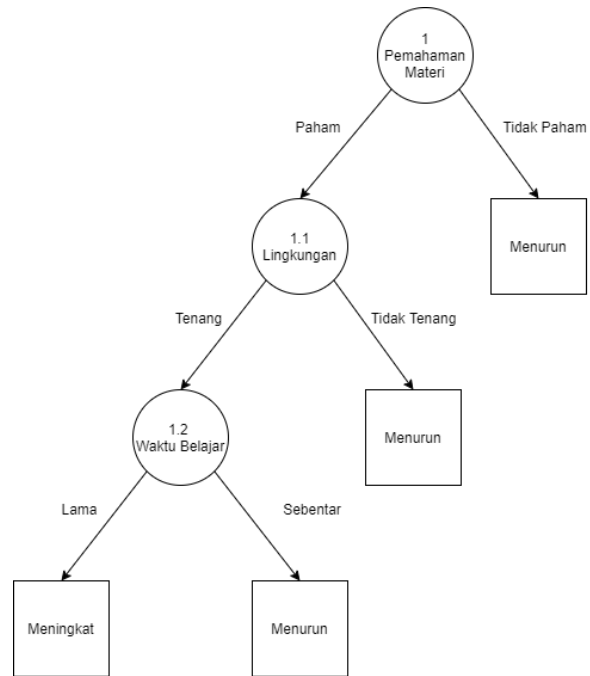 1
Pemahaman
Materi
Paham
Tidak Paham
1.1
Lingkungan
Menurun
Tenang
Tidak Tenang
1.2
Waktu Belajar
Menurun
Lama
Sebentar
Meningkat
Menurun